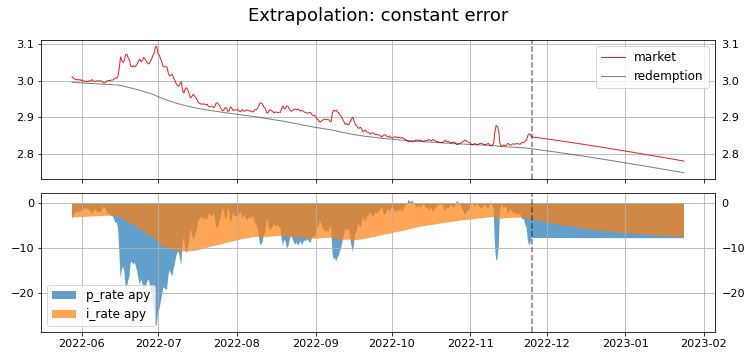 Extrapolation: constant error
3.1
3.0
2.9
2.8
3.1
3.0
2.9
2.8
market
redemption
0
−10
−20
0
−10
−20
p_rate apy
i_rate apy
2022-06 2022-07 2022-08 2022-09 2022-10 2022-11 2022-12 2023-01 2023-02